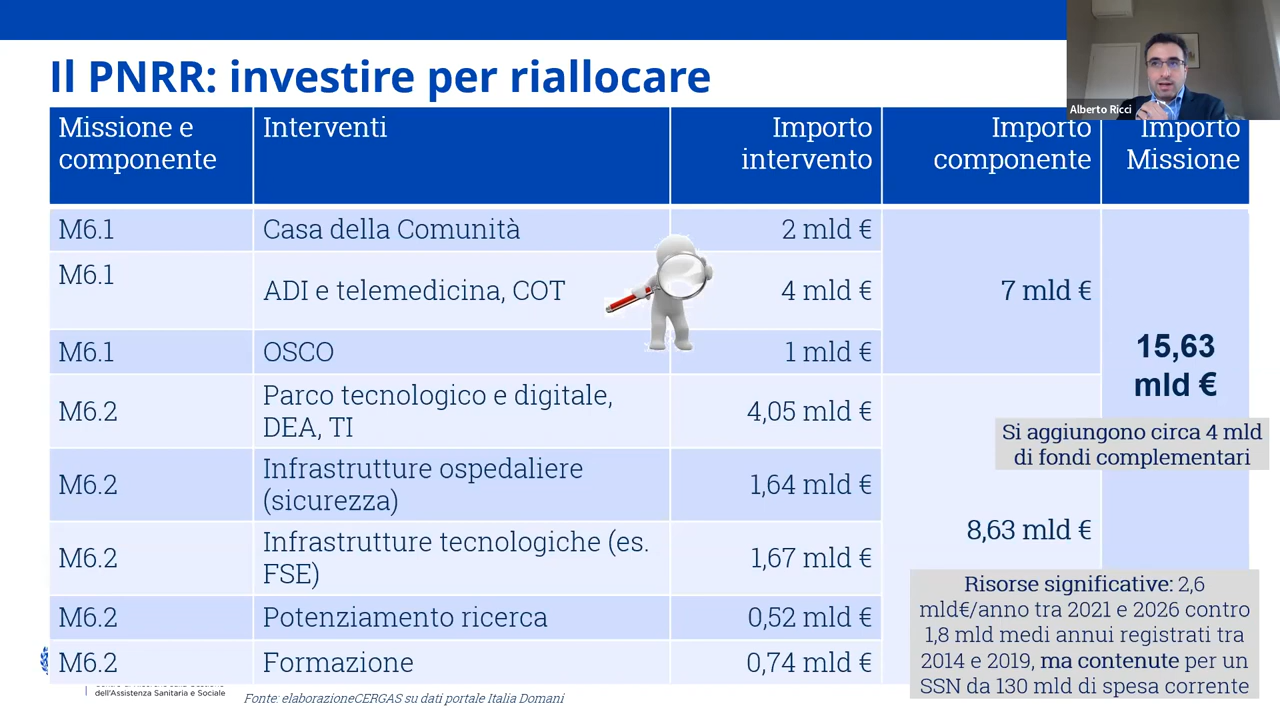 Il PNRR: investire per riallocare
Alberto Ricci
Missione e
componente
Interventi
Importo
intervento
Importo
componente
Importo
Missione
M6.1
Casa della Comunità
2 mld €
M6.1
ADI e telemedicina, COT
4 mld €
7 mld €
M6.1
OSCO
1 mld €
15,63
mld €
M6.2
Parco tecnologico e digitale,
DEA, TI
4,05 mld €
Si aggiungono circa 4 mld
di fondi complementari
M6.2
Infrastrutture ospedaliere
(sicurezza)
1,64 mld €
8,63 mld €
M6.2
Infrastrutture tecnologiche (es.
FSE)
1,67 mld €
Risorse significative: 2,6
mld€/anno tra 2021 e 2026 contro
1,8 mld medi annui registrati tra
2014 e 2019, ma contenute per un
SSN da 130 mld di spesa corrente
M6.2
Potenziamento ricerca
0,52 mld €
M6.2
Formazione
0,74 mld €
dell'Assistenza Sanitaria e Sociale
Fonte: elaborazioneCERGAS su dati portale Italia Domani